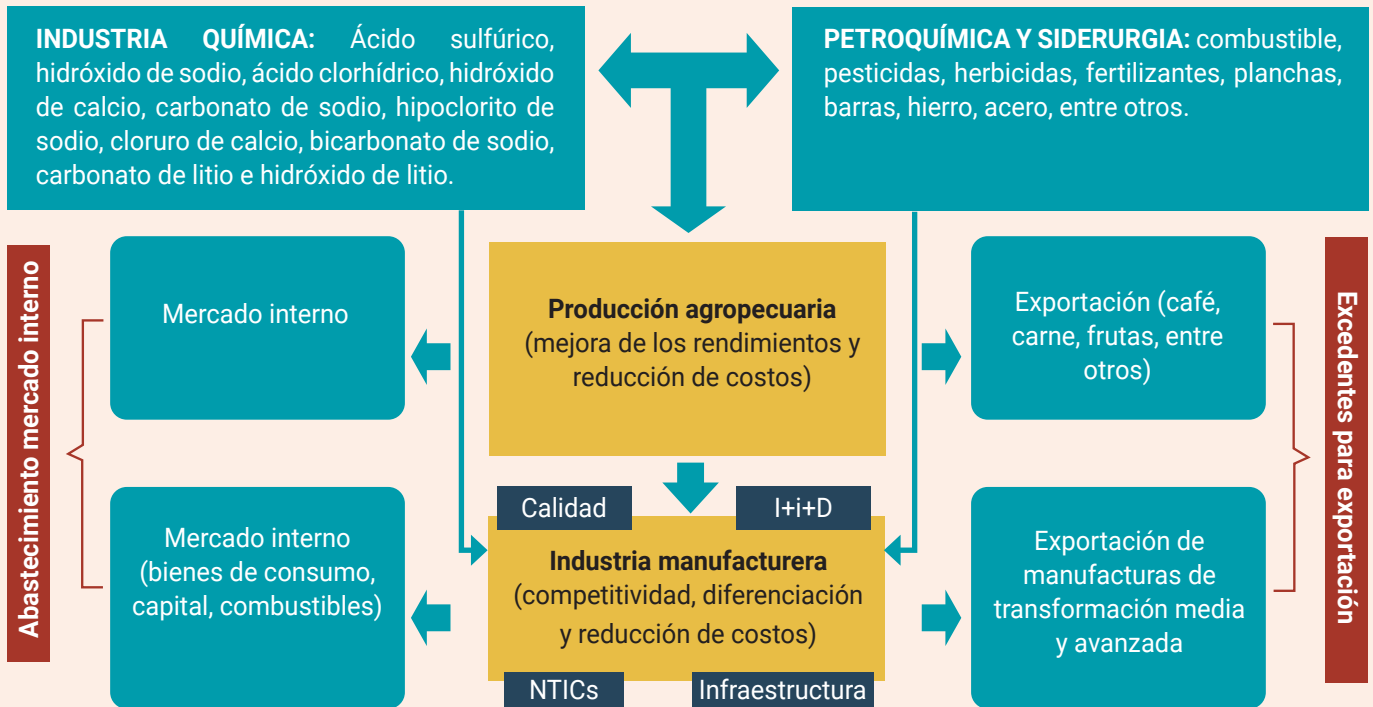 INDUSTRIA QUÍMICA: Ácido sulfúrico,
hidróxido de sodio, ácido clorhídrico, hidróxido
de calcio, carbonato de sodio, hipoclorito de
sodio, cloruro de calcio, bicarbonato de sodio,
carbonato de litio e hidróxido de litio.
PETROQUÍMICA Y SIDERURGIA: combustible,
pesticidas, herbicidas, fertilizantes, planchas,
barras, hierro, acero, entre otros.
Abastecimiento mercado interno
Mercado interno
Producción agropecuaria
(mejora de los rendimientos y
reducción de costos)
Exportación (café,
carne, frutas, entre
otros)
Excedentes para exportación
Mercado interno
(bienes de consumo,
capital, combustibles)
Calidad
I+i+D
Industria manufacturera
(competitividad, diferenciación
y reducción de costos)
NTICs
Infraestructura
Exportación de
manufacturas de
transformación media
y avanzada